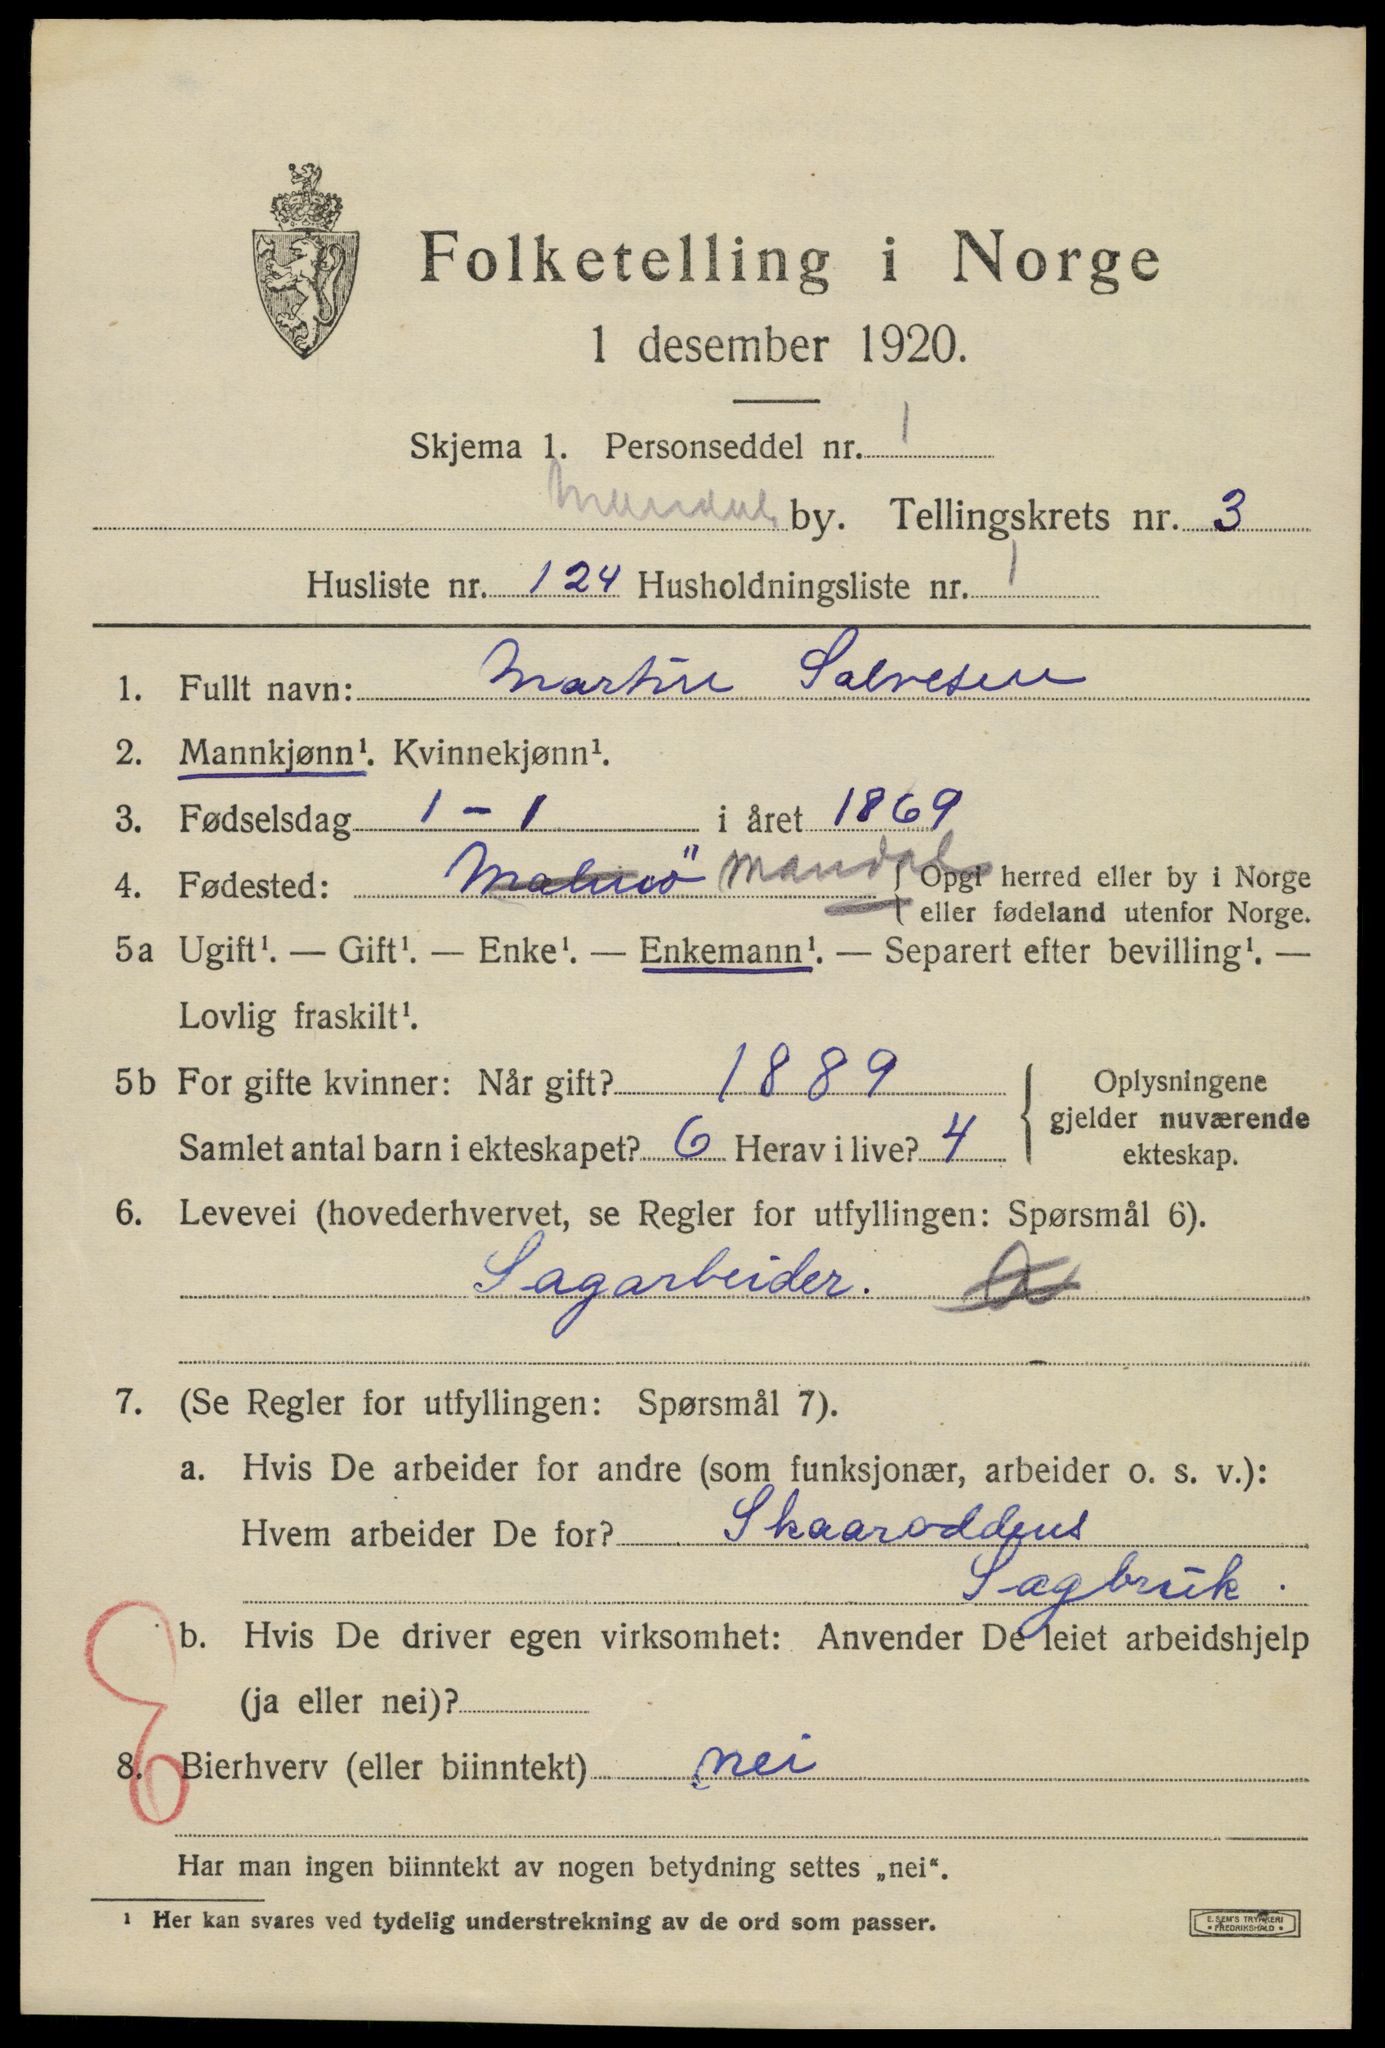 Folketelling i Norge
1 desember 1920.
Skjema 1. Personseddel nr. 1
Mandal by. Tellingskrets nr. 3
Husliste nr. 124 Husholdningsliste nr. 1
1. Fullt navn: Martin Salvesen
2. Mannkjønn¹. Kvinnekjønn¹.
3. Fødselsdag 1 - 1 i året 1869
4. Fødested: Malmö Mandal { Opgi herred eller by i Norge
eller fødeland utenfor Norge.
5a Ugift¹. — Gift¹. — Enke¹. — Enkemann¹. — Separert efter bevilling¹. —
Lovlig fraskilt¹.
5b For gifte kvinner: Når gift? 1889 { Oplysningene
gjelder nuværende
ekteskap.
Samlet antal barn i ekteskapet? 6 Herav i live? 4
6. Levevei (hovederhvervet, se Regler for utfyllingen: Spørsmål 6).
Sagarbeider.
7. (Se Regler for utfyllingen: Spørsmål 7).
a. Hvis De arbeider for andre (som funksjonær, arbeider o. s. v.):
Hvem arbeider De for? Skaaroddens
Sagbruk.
b. Hvis De driver egen virksomhet: Anvender De leiet arbeidshjelp
(ja eller nei)?
8. Bierhverv (eller biinntekt) nei
Har man ingen biinntekt av nogen betydning settes „nei“.
¹ Her kan svares ved tydelig understrekning av de ord som passer.
E. SEM'S TRYKKERI
• FREDRIKSHALD •